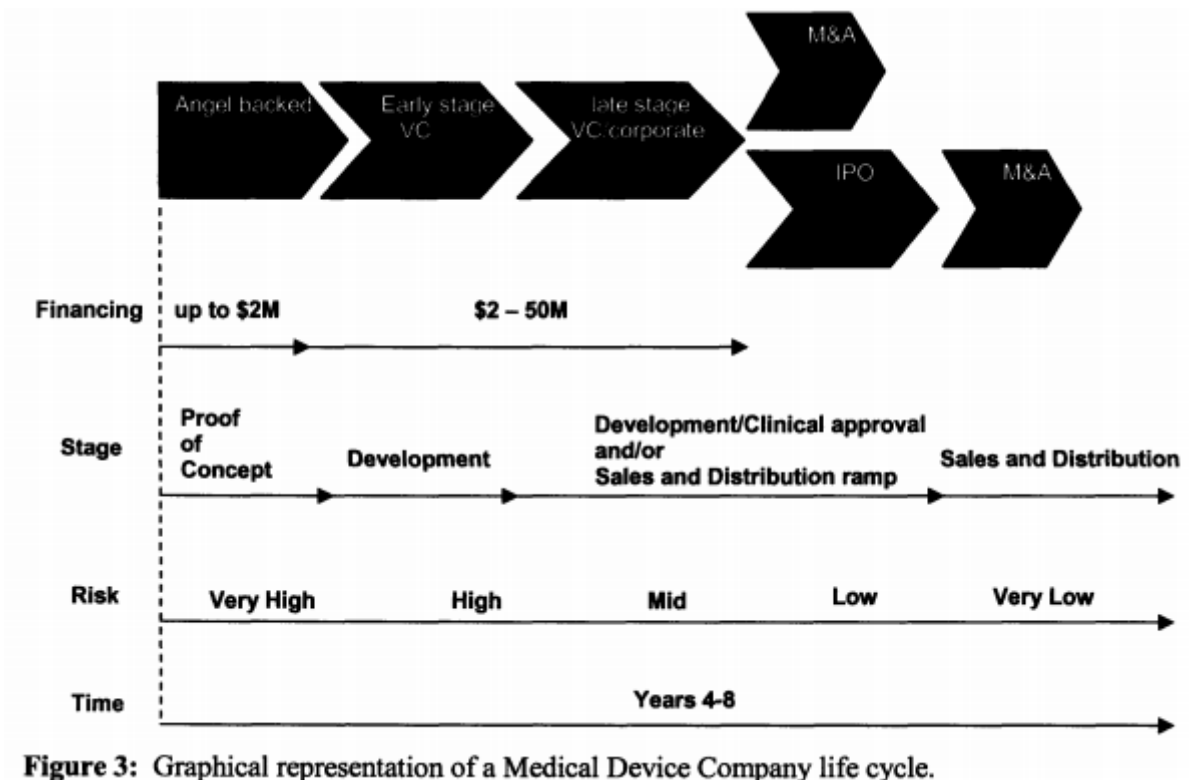 M&A
Angel backed
Early stage
VC
late stage
VC/corporate
IPO
M&A
Financing
up to $2M
$2 – 50M
Stage
Proof
of
Concept
Development
Development/Clinical approval
and/or
Sales and Distribution ramp
Sales and Distribution
Risk
Very High
High
Mid
Low
Very Low
Time
Years 4-8
Figure 3: Graphical representation of a Medical Device Company life cycle.